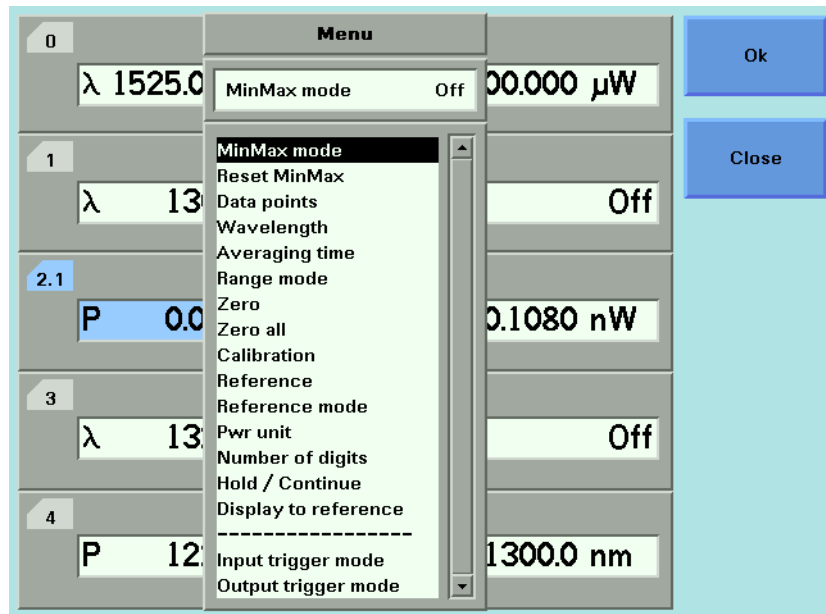 Menu
MinMax mode Off
MinMax mode
Reset MinMax
Data points
Wavelength
Averaging time
Range mode
Zero
Zero all
Calibration
Reference
Reference mode
Pwr unit
Number of digits
Hold / Continue
Display to reference
-----------------
Input trigger mode
Output trigger mode
0
λ 1525.0 00.000 µW
1
λ 13 Off
2.1
P 0.0 0.1080 nW
3
λ 13 Off
4
P 12 1300.0 nm
Ok
Close